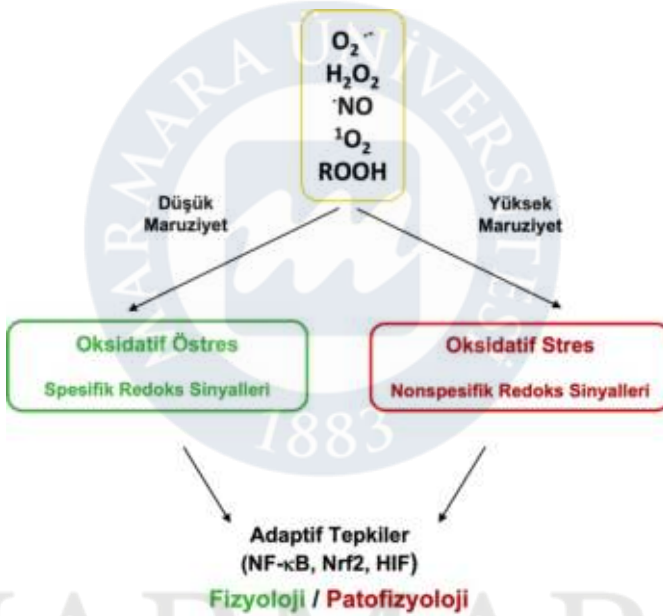 O₂˙⁻
H₂O₂
˙NO
¹O₂
ROOH
Düşük
Maruziyet
Yüksek
Maruziyet
Oksidatif Östres
Spesifik Redoks Sinyalleri
Oksidatif Stres
Nonspesifik Redoks Sinyalleri
MARMARA ÜNİVERSİTESİ
1883
Adaptif Tepkiler
(NF-κB, Nrf2, HIF)
Fizyoloji / Patofizyoloji